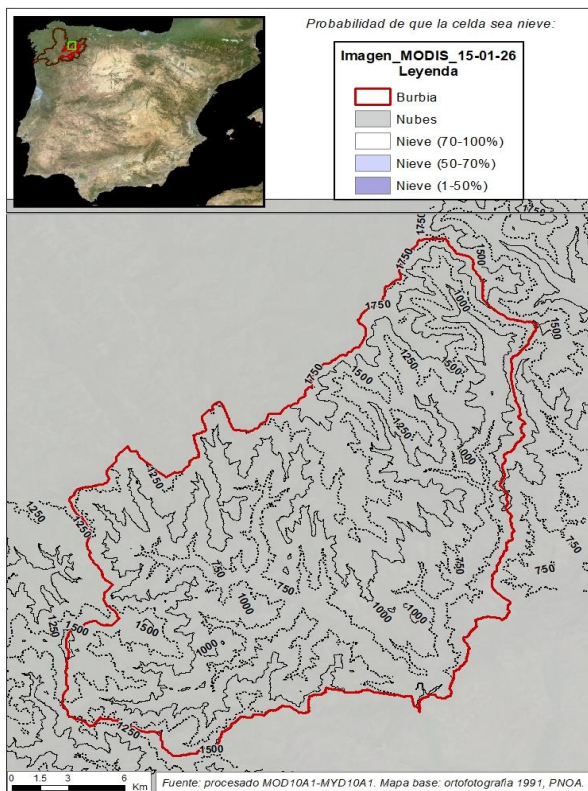 Probabilidad de que la celda sea nieve:
Imagen_MODIS_15-01-26
Leyenda
Burbia
Nubes
Nieve (70-100%)
Nieve (50-70%)
Nieve (1-50%)
1750
1750
1500
1750
1000
1750
1500
1250
1750
1500
1500
1250
1000
1250
1250
1250
750
750
750
750
1000
1000
1000
1250
1500
1500
1000
1250
1500
0 1.5 3 6
Km
Fuente: procesado MOD10A1-MYD10A1. Mapa base: ortofotografía 1991, PNOA